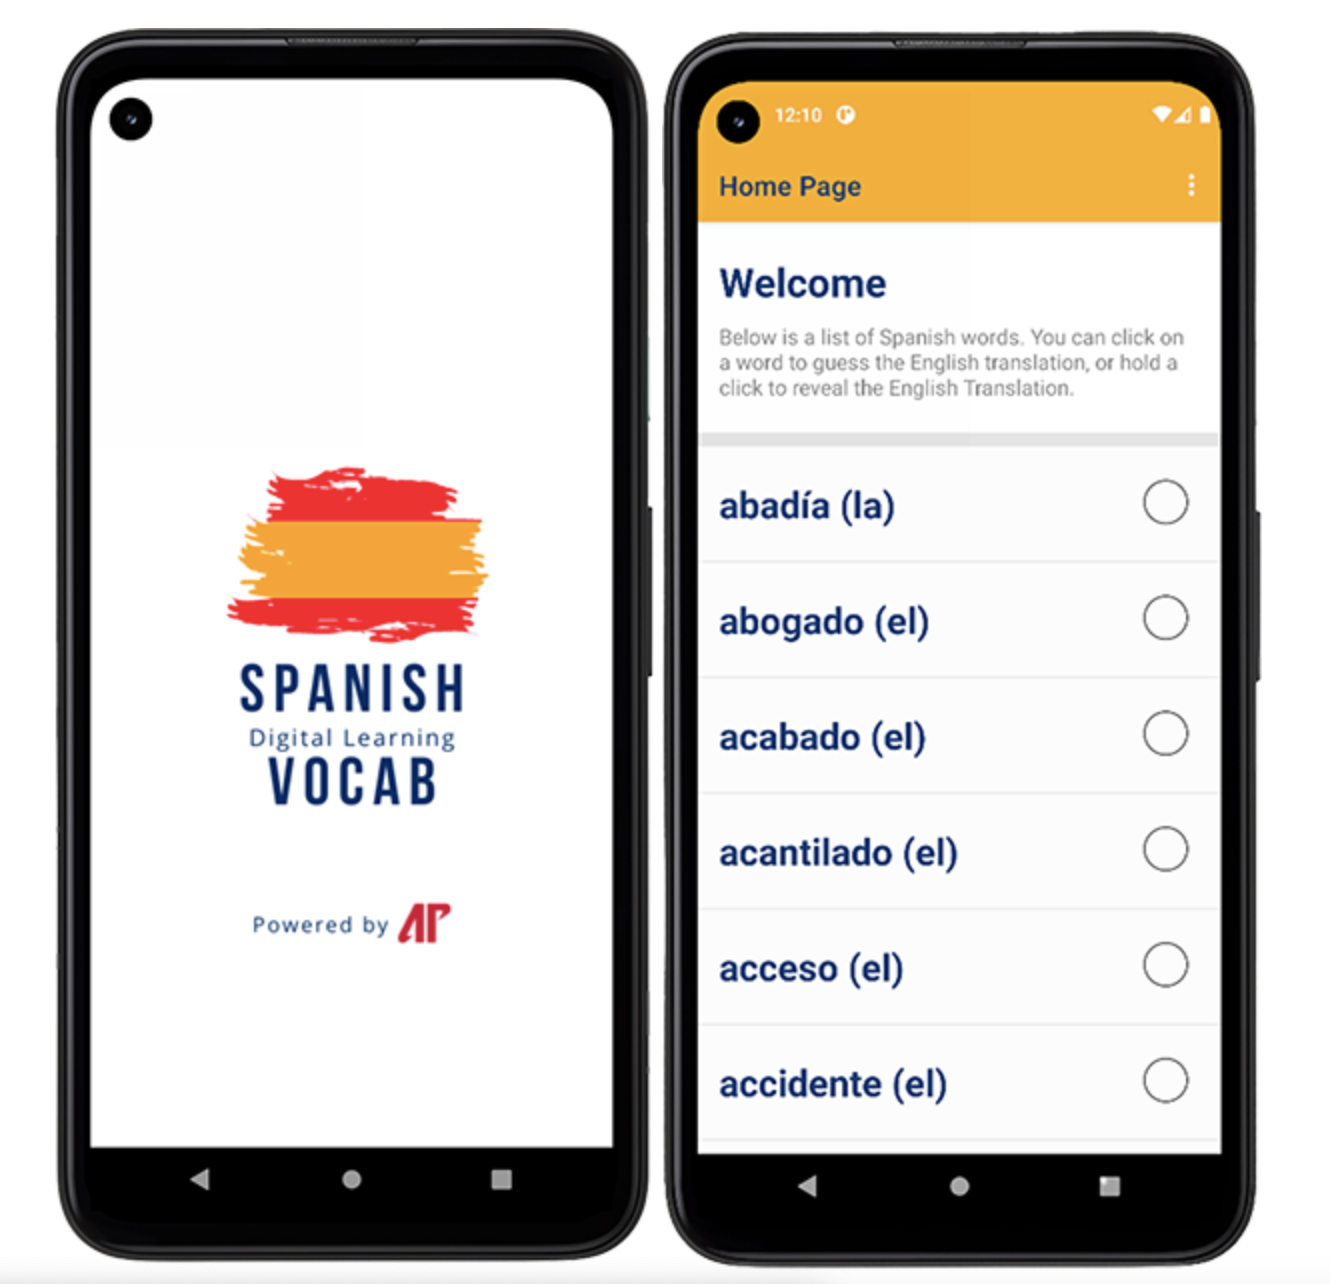 SPANISH
Digital Learning
VOCAB
Powered by AP
12:10
Home Page
Welcome
Below is a list of Spanish words. You can click on
a word to guess the English translation, or hold a
click to reveal the English Translation.
abadía (la)
abogado (el)
acabado (el)
acantilado (el)
acceso (el)
accidente (el)